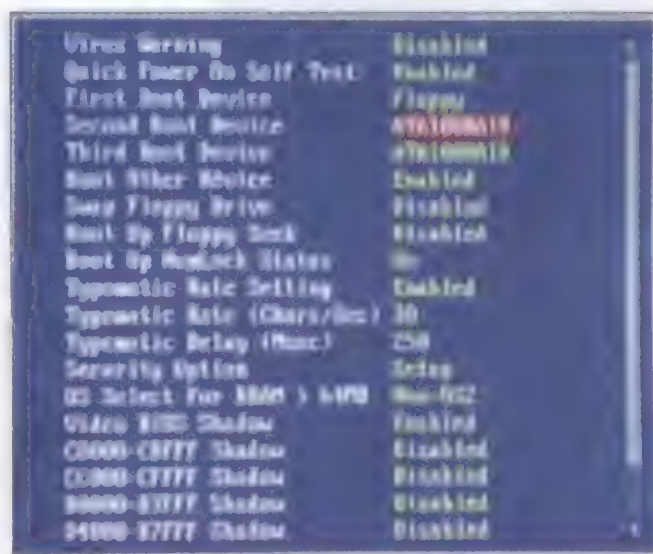 Virus Warning Disabled
Quick Power On Self Test Enabled
First Boot Device Floppy
Second Boot Device ATA100RAID
Third Boot Device ATA100RAID
Boot Other Device Enabled
Swap Floppy Drive Disabled
Boot Up Floppy Seek Disabled
Boot Up NumLock Status On
Typematic Rate Setting Enabled
Typematic Rate (Chars/Sec) 30
Typematic Delay (Msec) 250
Security Option Setup
OS Select For DRAM > 64MB Non-OS2
Video BIOS Shadow Enabled
C8000-CBFFF Shadow Disabled
CC000-CFFFF Shadow Disabled
D0000-D3FFF Shadow Disabled
D4000-D7FFF Shadow Disabled